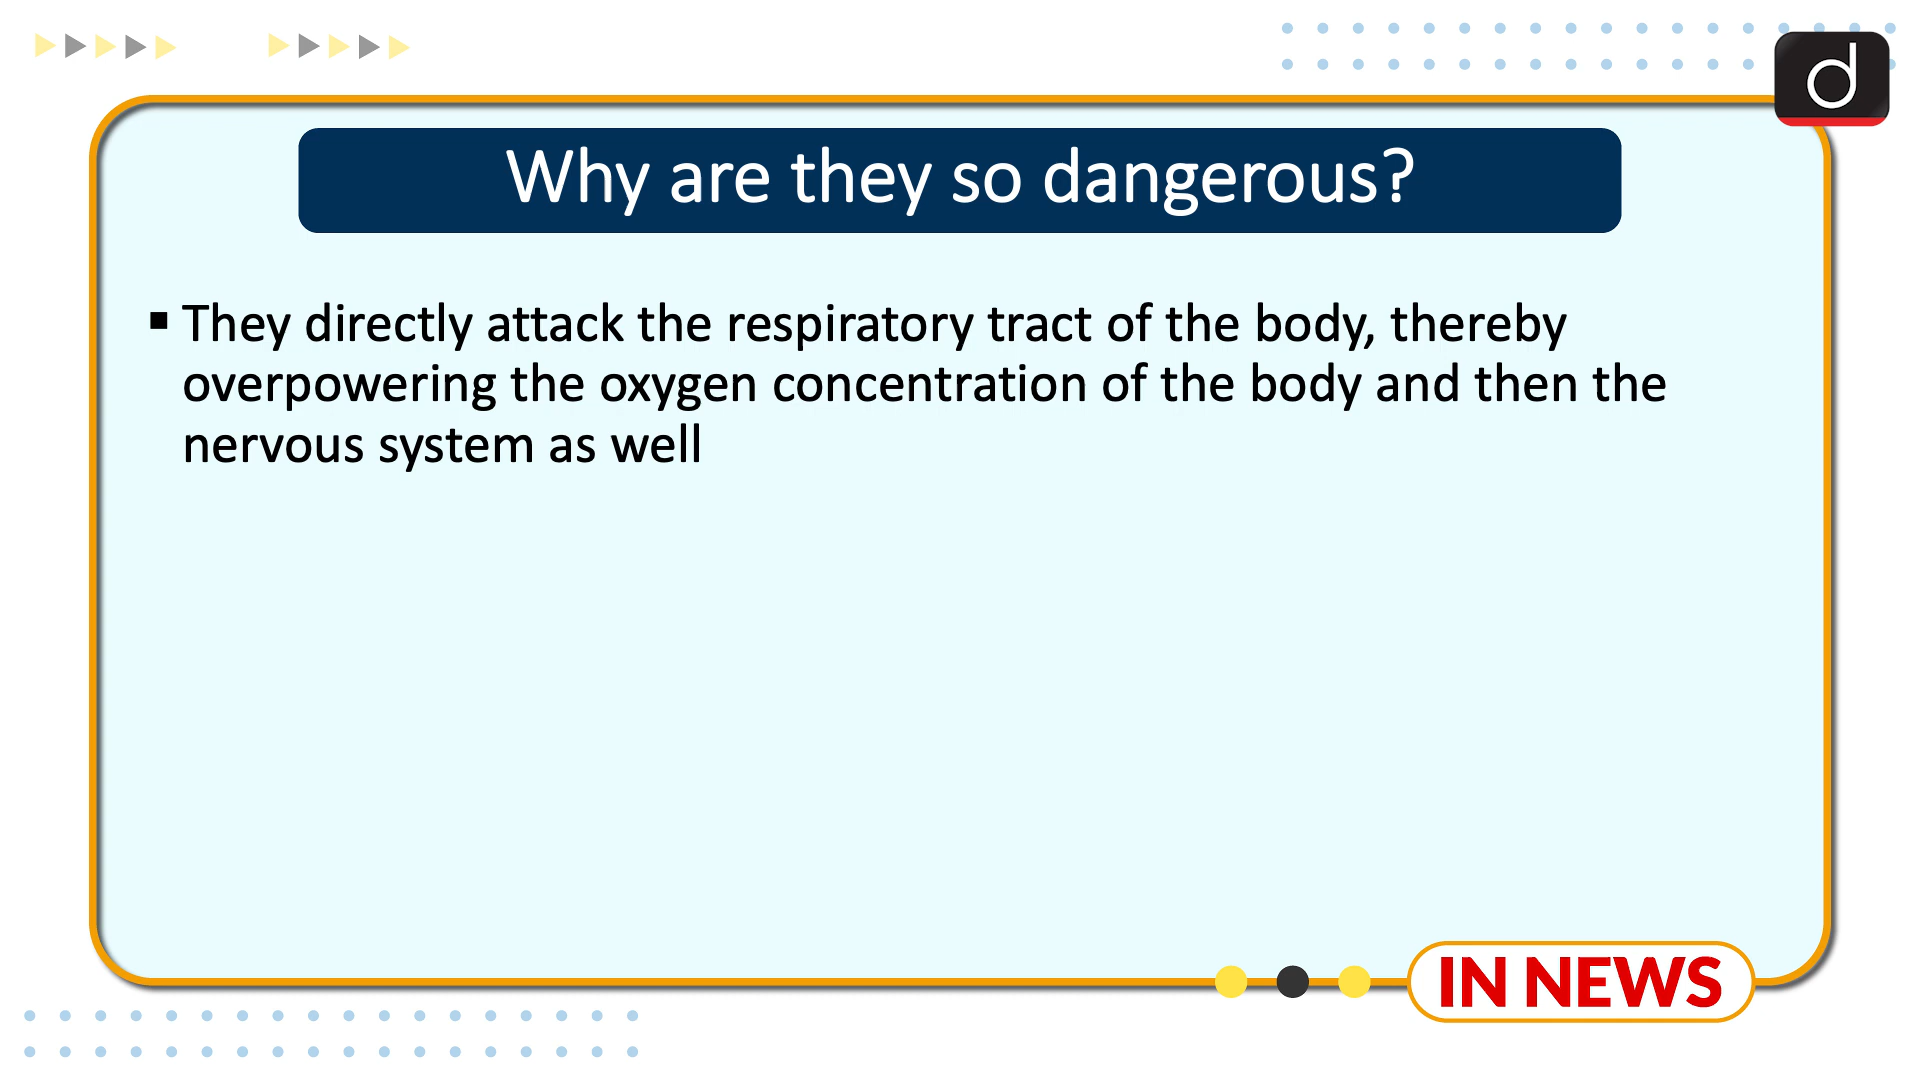 d
Why are they so dangerous?
▪ They directly attack the respiratory tract of the body, thereby
overpowering the oxygen concentration of the body and then the
nervous system as well
IN NEWS